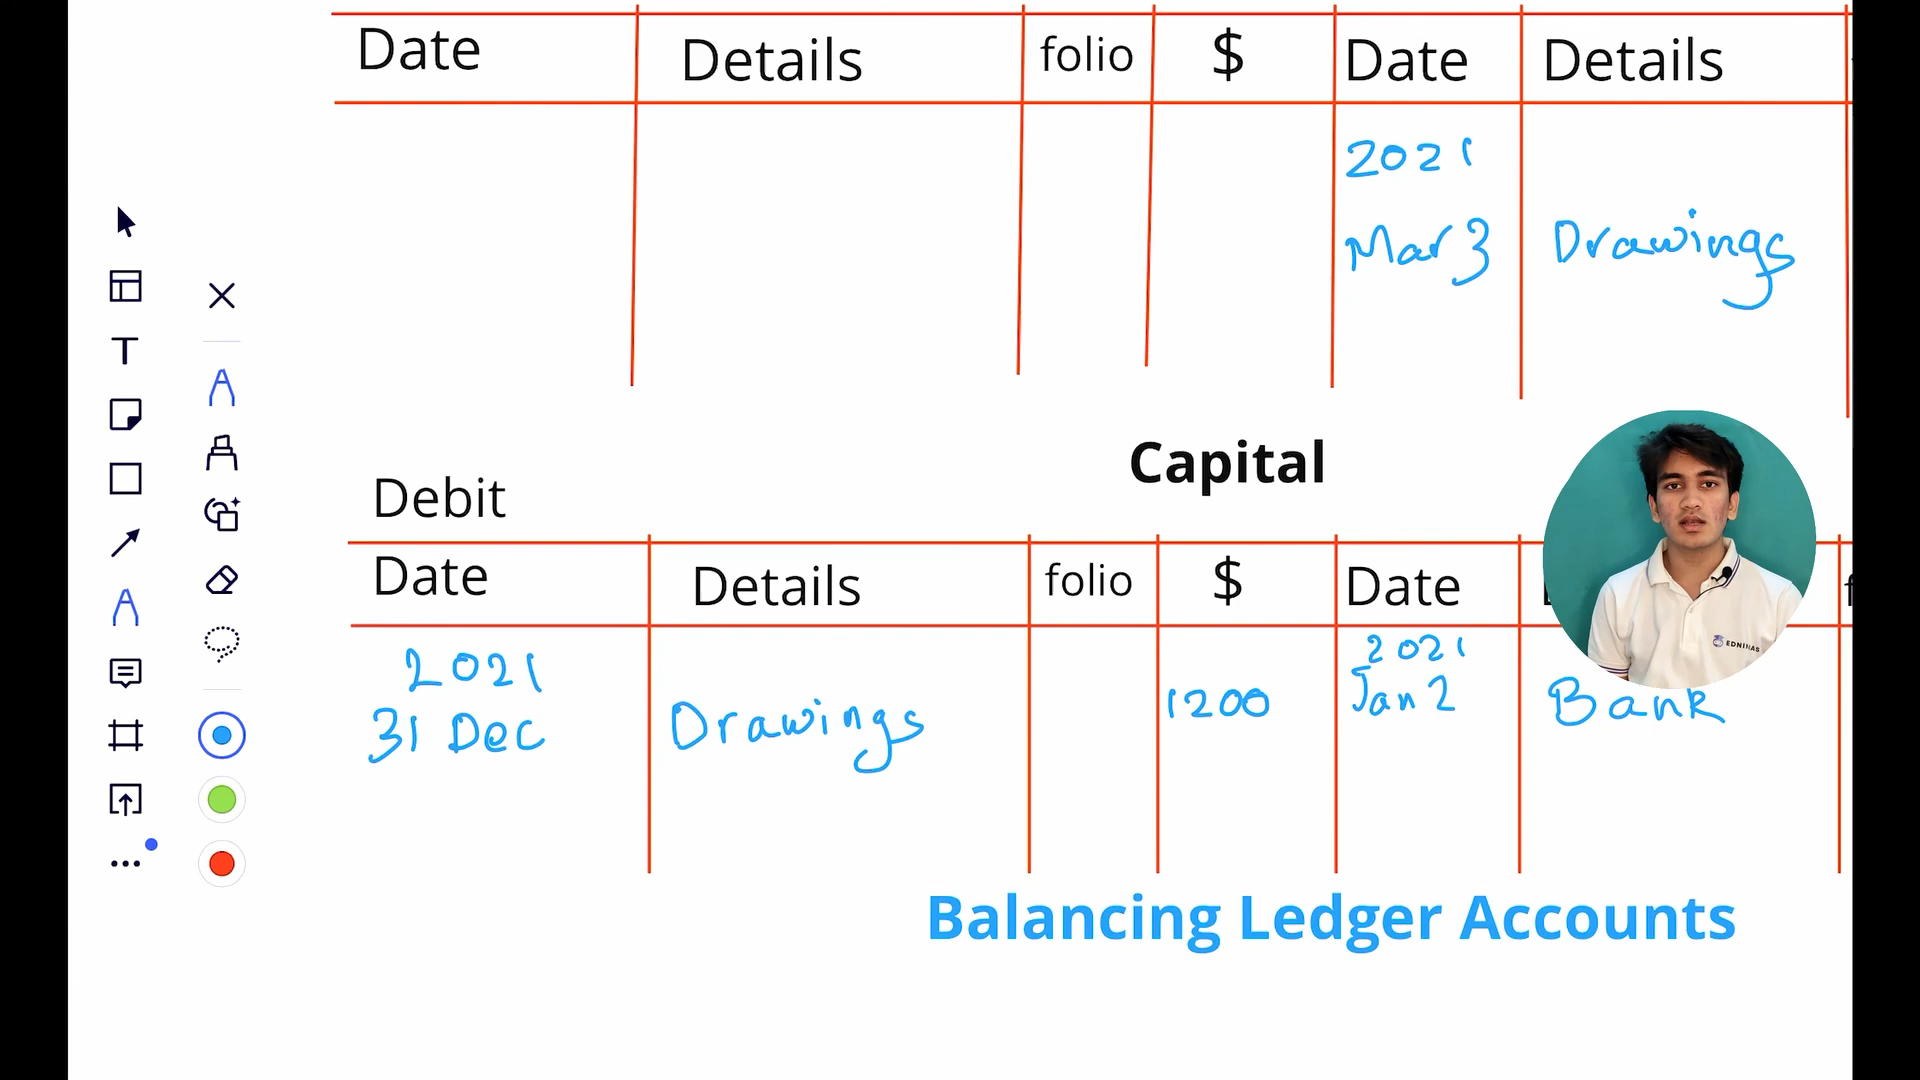 Date Details folio $ Date Details
2021
Mar 3 Drawings
Capital
Debit
Date Details folio $ Date
2021 2021
31 Dec Drawings 1200 Jan 2 Bank
Balancing Ledger Accounts
T